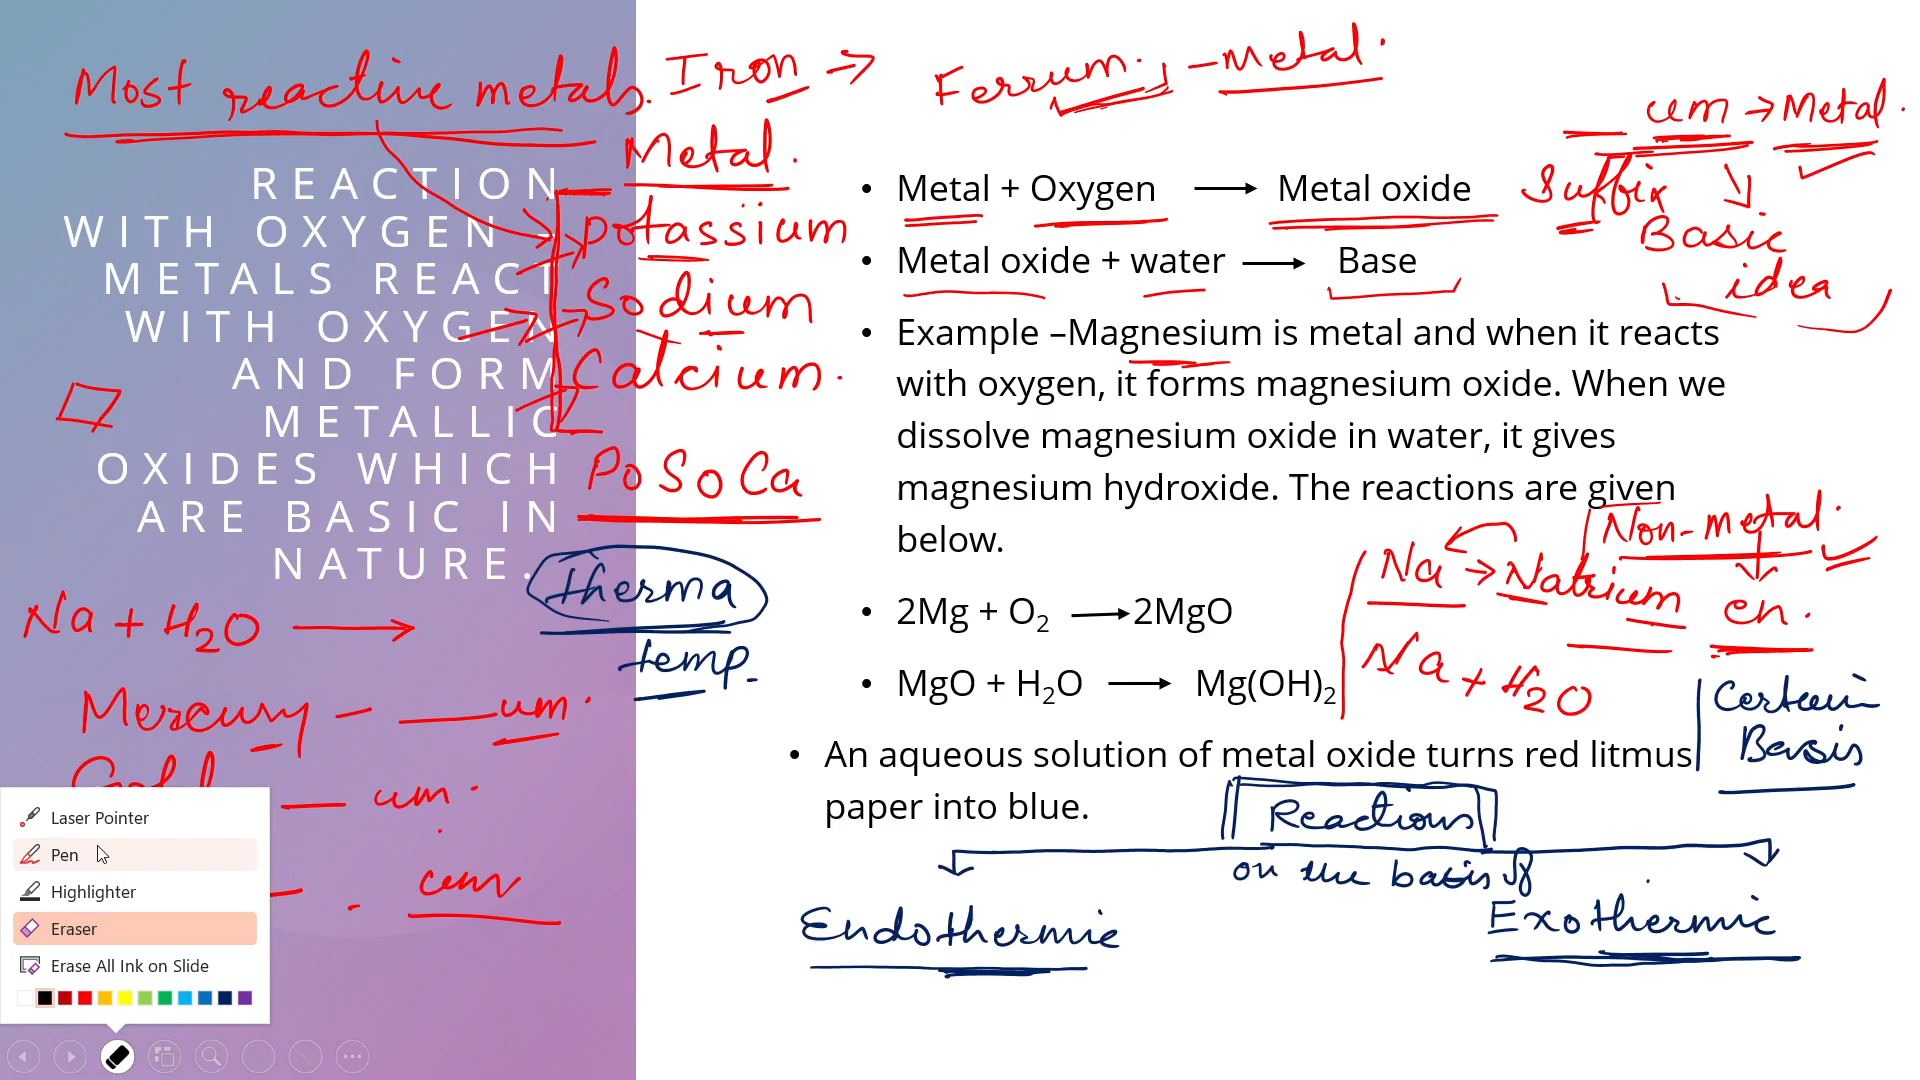 Most reactive metals.
Iron → Ferrum. - Metal.
um → Metal.
Suffix
Basic
idea
Metal.
Potassium
Sodium
Calcium.
PoSoCa
REACTION
WITH OXYGEN -
METALS REACT
WITH OXYGEN
AND FORM
METALLIC
OXIDES WHICH
ARE BASIC IN
NATURE.
Na + H2O →
Mercury - um.
um.
um
therma
temp.
• Metal + Oxygen → Metal oxide
• Metal oxide + water → Base
• Example –Magnesium is metal and when it reacts
with oxygen, it forms magnesium oxide. When we
dissolve magnesium oxide in water, it gives
magnesium hydroxide. The reactions are given
below.
• 2Mg + O₂ → 2MgO
• MgO + H₂O → Mg(OH)₂
• An aqueous solution of metal oxide turns red litmus
paper into blue.
Non-metal.
en.
Na → Natrium
Na + H2O
Certain
Basis
Reactions
on the basis of
Endothermic
Exothermic
Laser Pointer
Pen
Highlighter
Eraser
Erase All Ink on Slide